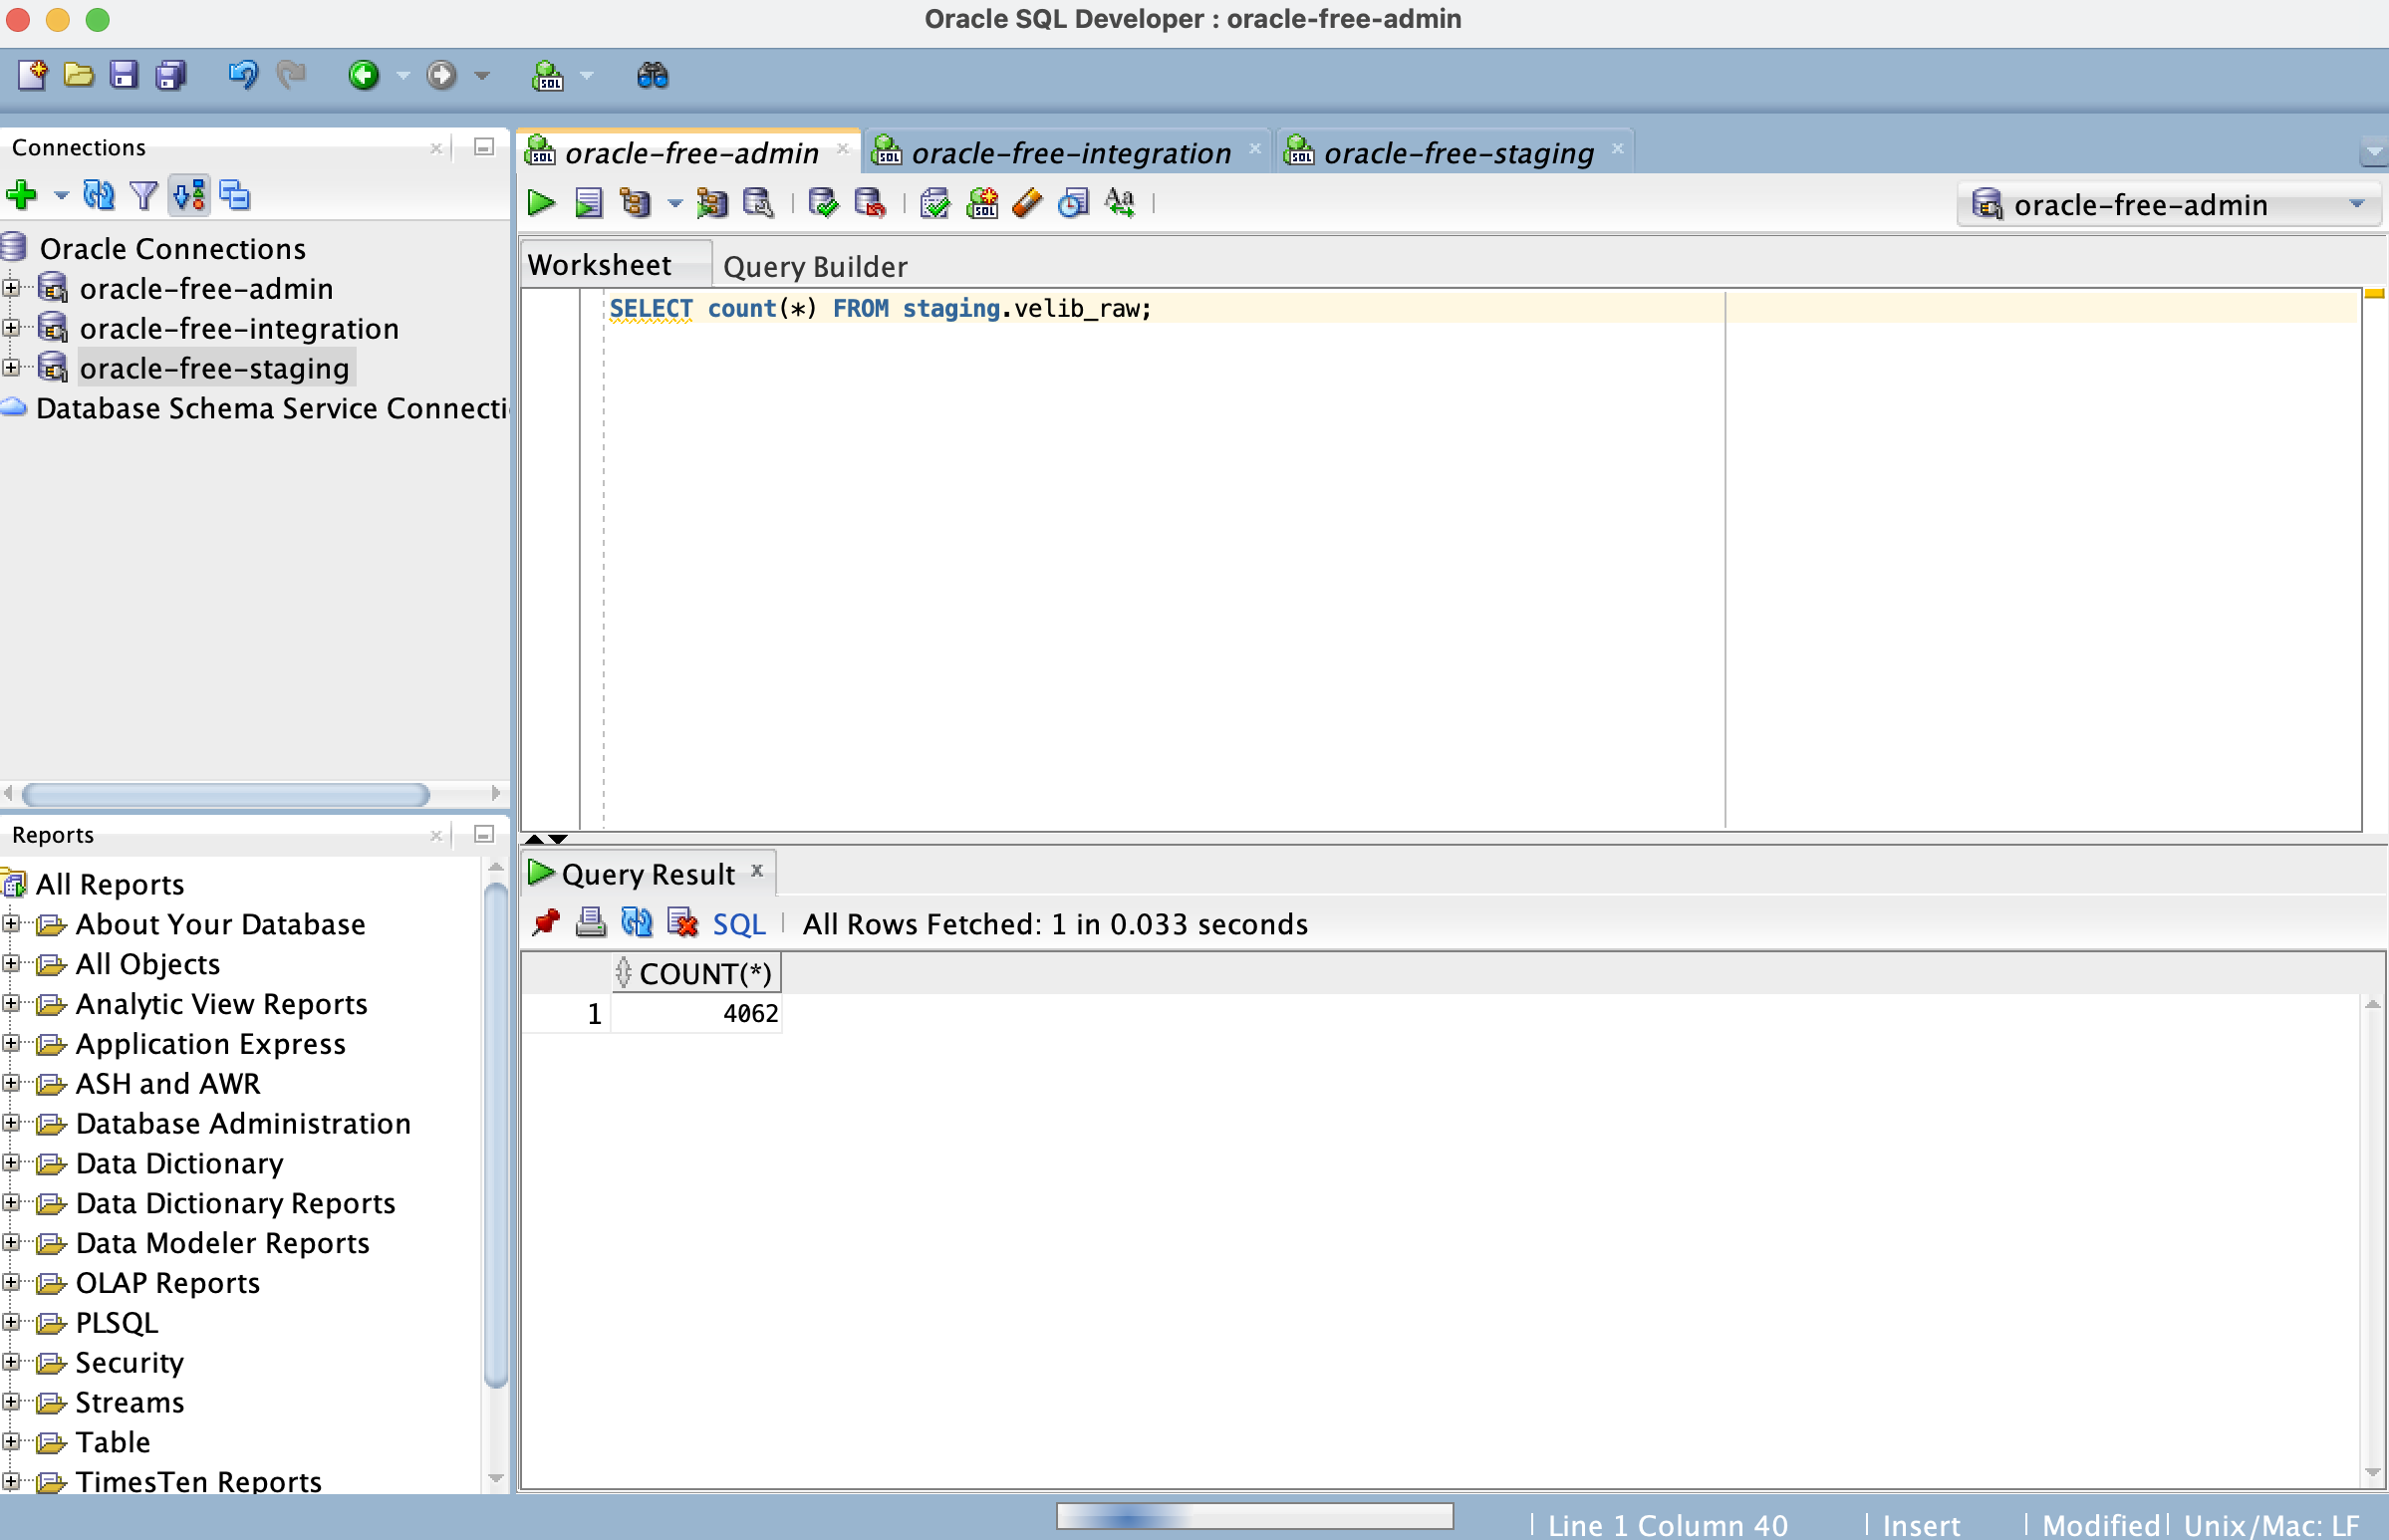 Oracle SQL Developer : oracle-free-admin
Connections
Oracle Connections
oracle-free-admin
oracle-free-integration
oracle-free-staging
Database Schema Service Connecti
oracle-free-admin
oracle-free-integration
oracle-free-staging
oracle-free-admin
Worksheet
Query Builder
SELECT count(*) FROM staging.velib_raw;
Reports
All Reports
About Your Database
All Objects
Analytic View Reports
Application Express
ASH and AWR
Database Administration
Data Dictionary
Data Dictionary Reports
Data Modeler Reports
OLAP Reports
PLSQL
Security
Streams
Table
TimesTen Reports
Query Result
SQL | All Rows Fetched: 1 in 0.033 seconds
COUNT(*)
1 4062
Line 1 Column 40 | Insert | Modified | Unix/Mac: LF